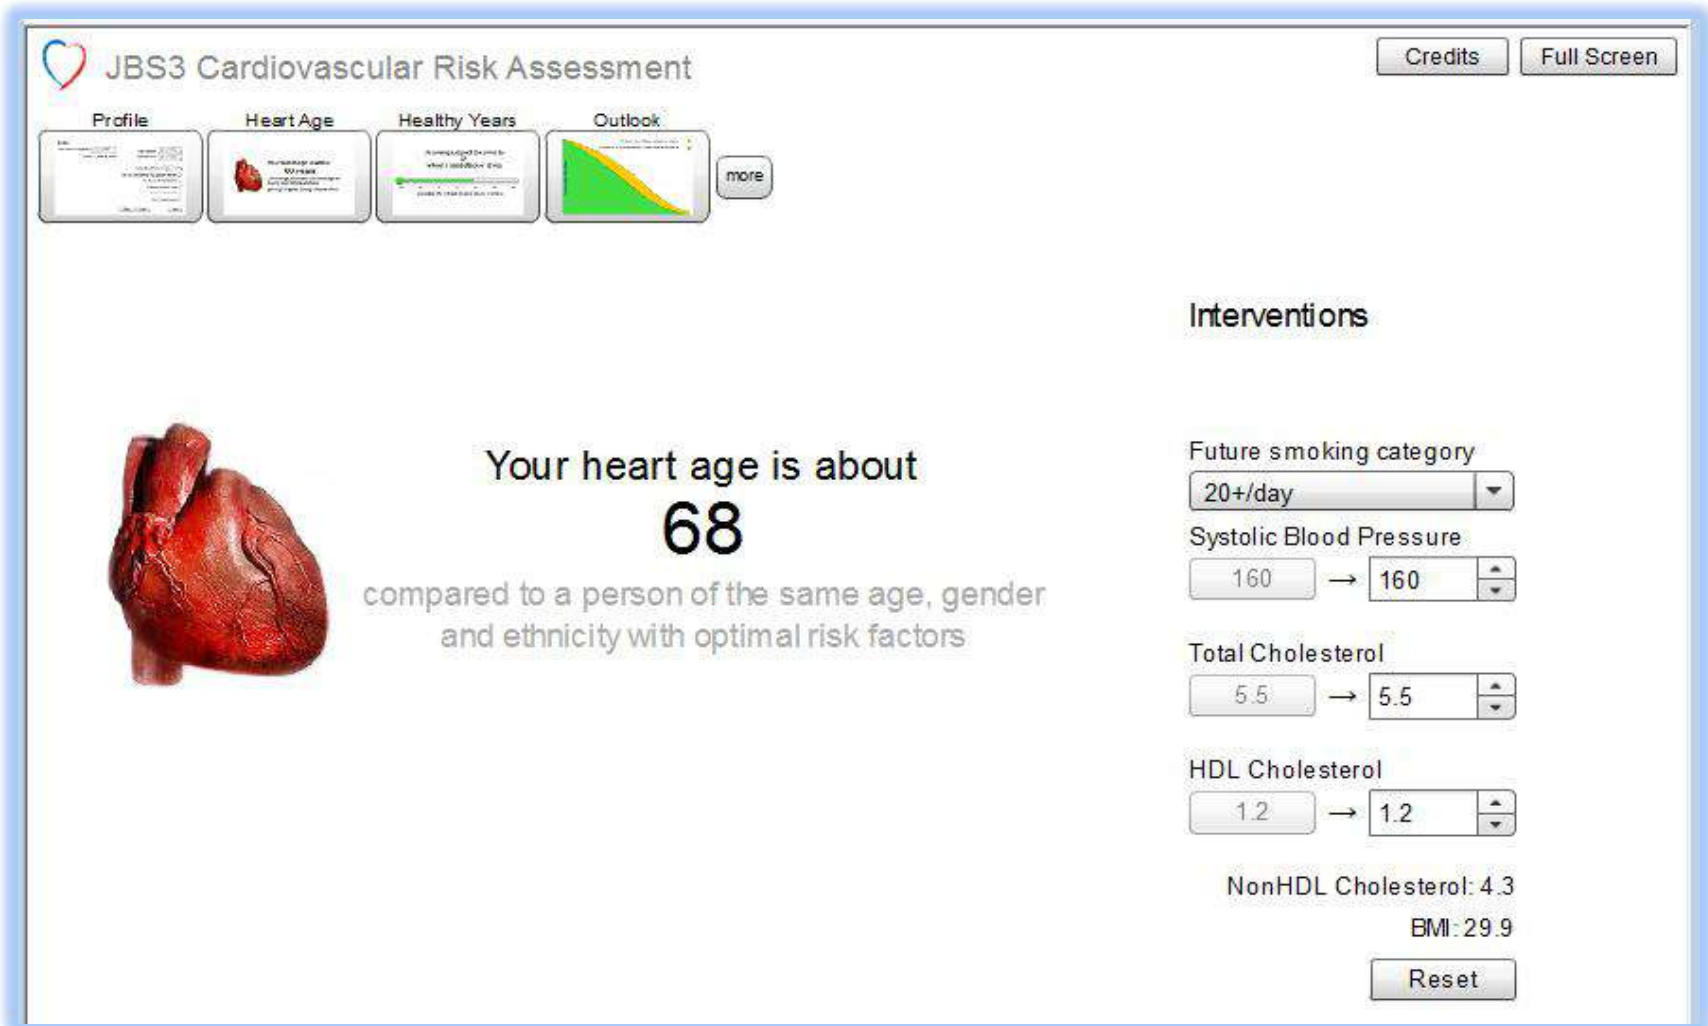 JBS3 Cardiovascular Risk Assessment
Credits
Full Screen
Profile
Heart Age
Healthy Years
Outlook
more
Interventions
Your heart age is about
68
compared to a person of the same age, gender
and ethnicity with optimal risk factors
Future smoking category
20+/day
Systolic Blood Pressure
160 → 160
Total Cholesterol
5.5 → 5.5
HDL Cholesterol
1.2 → 1.2
NonHDL Cholesterol: 4.3
BMI: 29.9
Reset